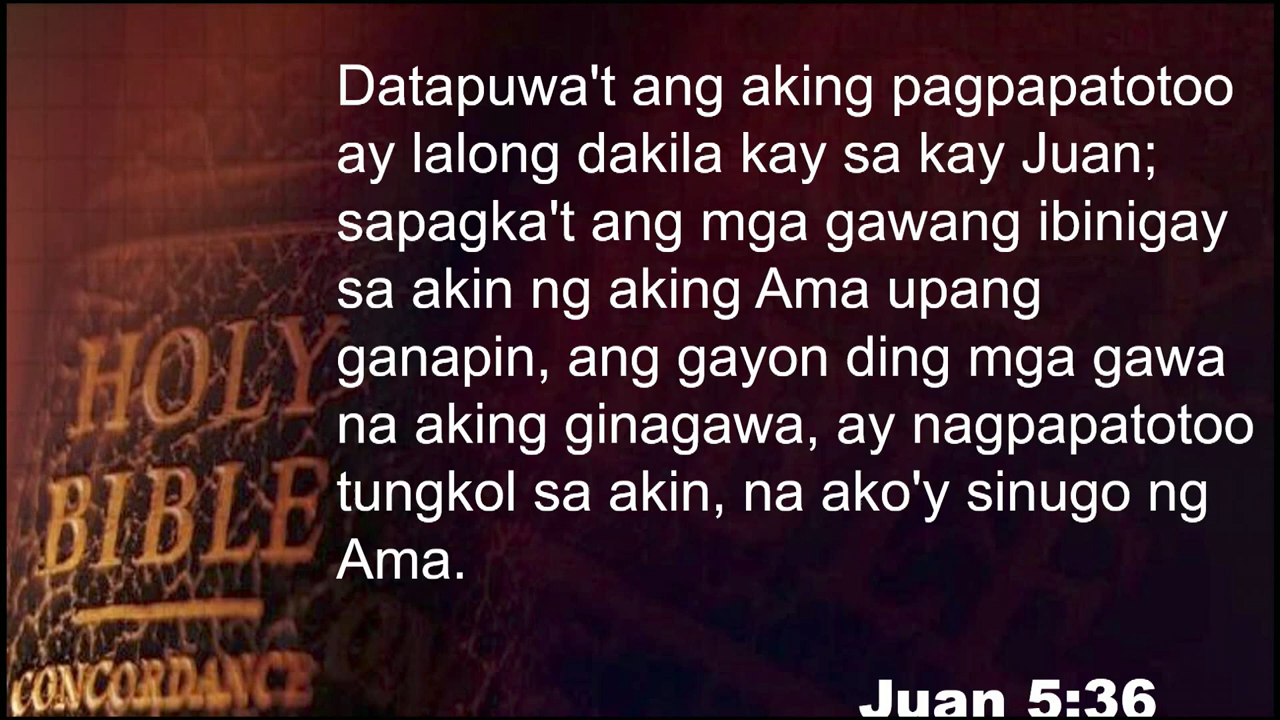 Datapuwa't ang aking pagpapatotoo
ay lalong dakila kay sa kay Juan;
sapagka't ang mga gawang ibinigay
sa akin ng aking Ama upang
ganapin, ang gayon ding mga gawa
na aking ginagawa, ay nagpapatotoo
tungkol sa akin, na ako'y sinugo ng
Ama.
HOLY
BIBLE
CONCORDANCE
Juan 5:36